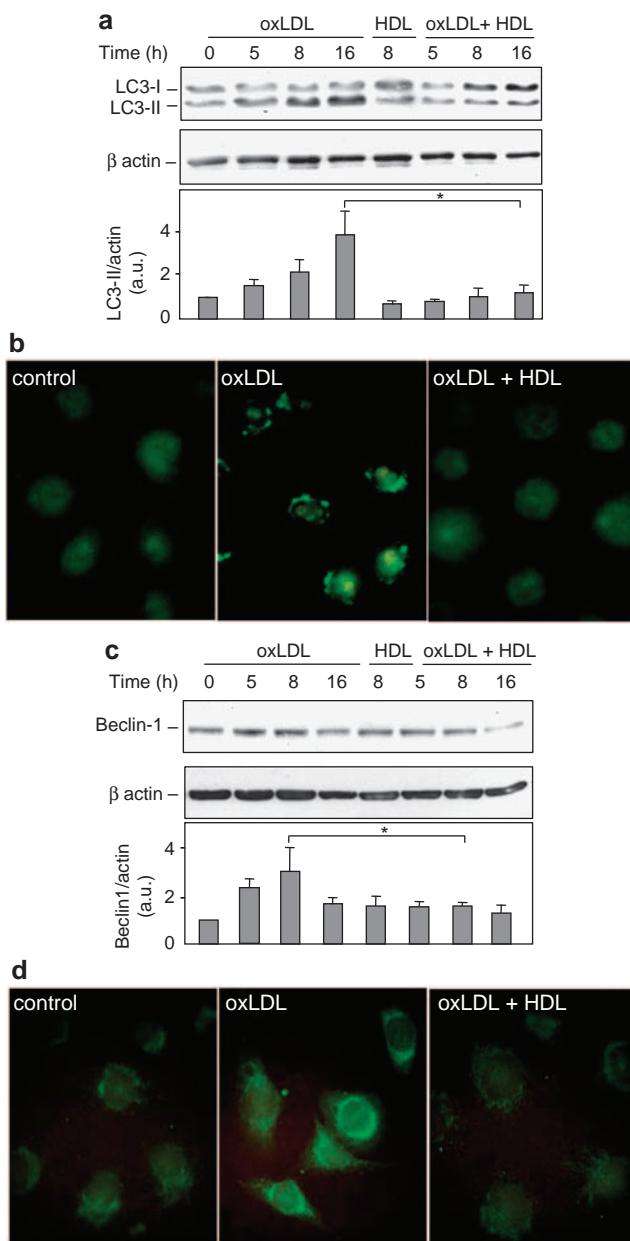 a
oxLDL HDL oxLDL+ HDL
Time (h) 0 5 8 16 8 5 8 16
LC3-I
LC3-II
β actin
*
4
2
0
LC3-II/actin
(a.u.)
b
control oxLDL oxLDL + HDL
c
oxLDL HDL oxLDL + HDL
Time (h) 0 5 8 16 8 5 8 16
Beclin-1
β actin
*
4
2
0
Beclin1/actin
(a.u.)
d
control oxLDL oxLDL + HDL